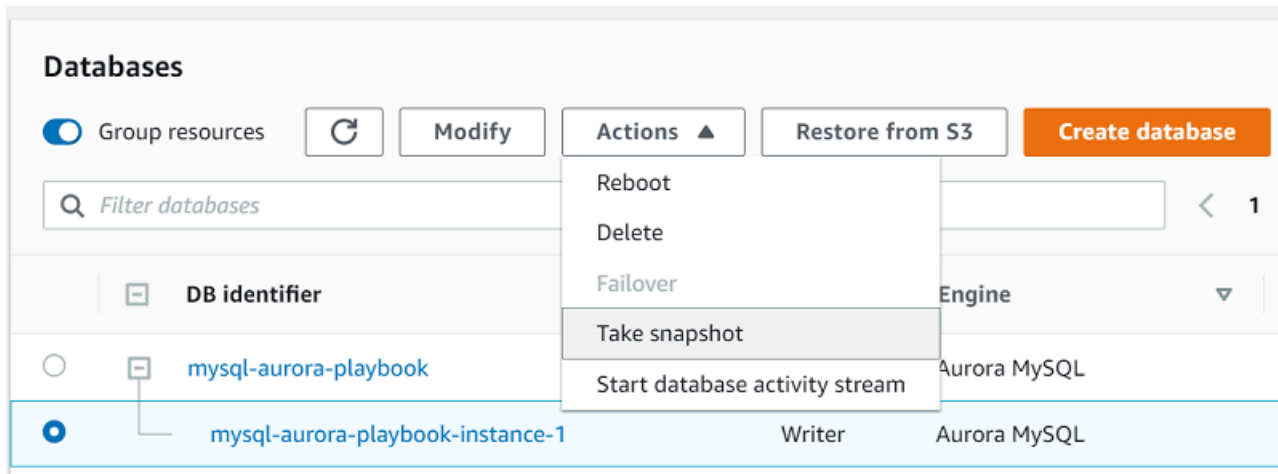 Databases
Group resources Modify Actions Restore from S3 Create database
Reboot
Filter databases 1
Delete
Failover
DB identifier Engine
Take snapshot
mysql-aurora-playbook Aurora MySQL
Start database activity stream
mysql-aurora-playbook-instance-1 Writer Aurora MySQL